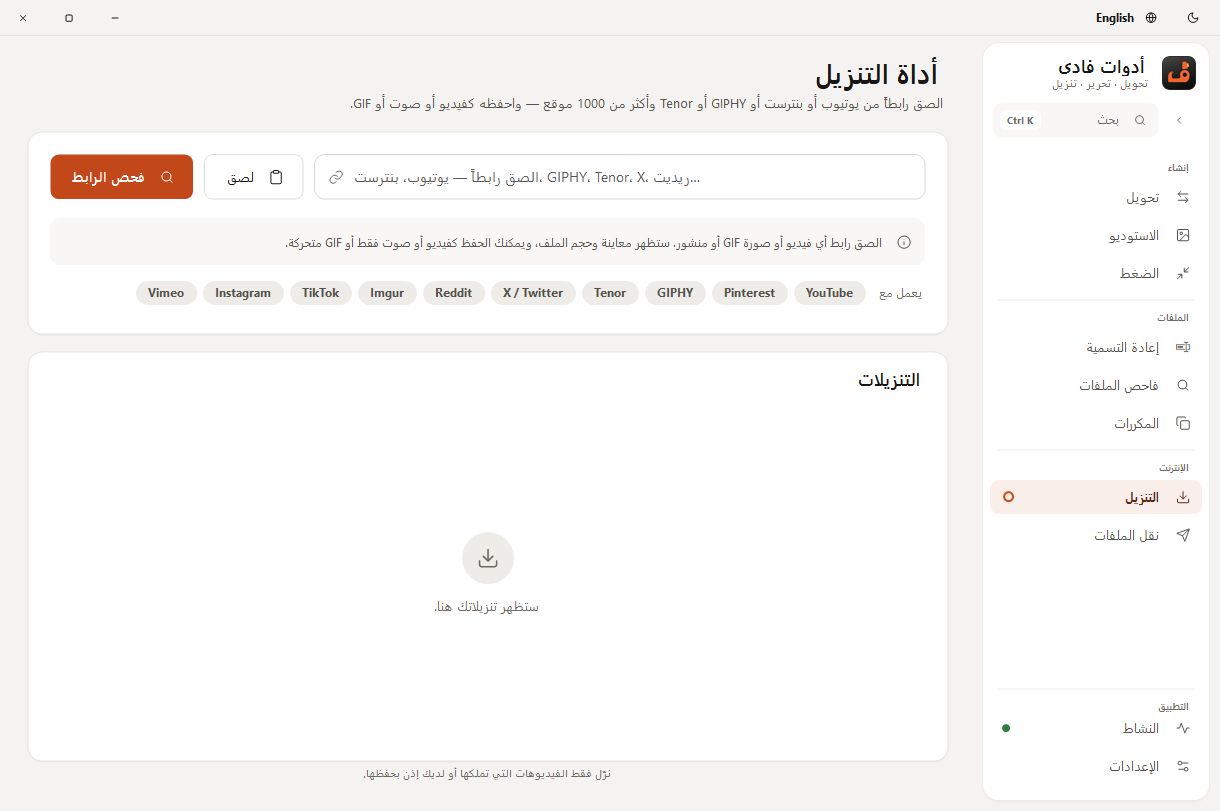 English
أدوات فادى
تحويل · تحرير · تنزيل
بحث
Ctrl K
إنشاء
تحويل
الاستوديو
الضغط
الملفات
إعادة التسمية
فاحص الملفات
المكررات
الإنترنت
التنزيل
نقل الملفات
التطبيق
النشاط
الإعدادات
أداة التنزيل
الصق رابطاً من يوتيوب أو بنترست أو GIPHY أو Tenor وأكثر من 1000 موقع — واحفظه كفيديو أو صوت أو GIF.
الصق رابطاً — يوتيوب، بنترست، GIPHY، Tenor، X، ريديت...
لصق
فحص الرابط
الصق رابط أي فيديو أو صورة GIF أو منشور. ستظهر معاينة وحجم الملف، ويمكنك الحفظ كفيديو أو صوت فقط أو GIF متحركة.
يعمل مع YouTube Pinterest GIPHY Tenor X / Twitter Reddit Imgur TikTok Instagram Vimeo
التنزيلات
ستظهر تنزيلاتك هنا.
نزّل فقط الفيديوهات التي تملكها أو لديك إذن بحفظها.